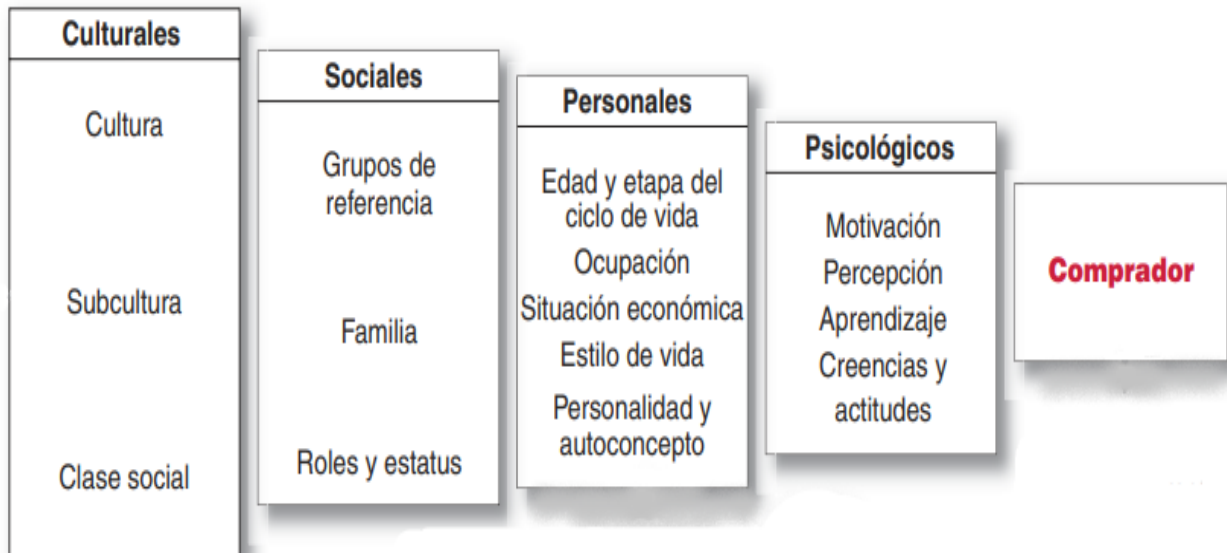 Culturales
Cultura
Subcultura
Clase social
Sociales
Grupos de
referencia
Familia
Roles y estatus
Personales
Edad y etapa del
ciclo de vida
Ocupación
Situación económica
Estilo de vida
Personalidad y
autoconcepto
Psicológicos
Motivación
Percepción
Aprendizaje
Creencias y
actitudes
Comprador